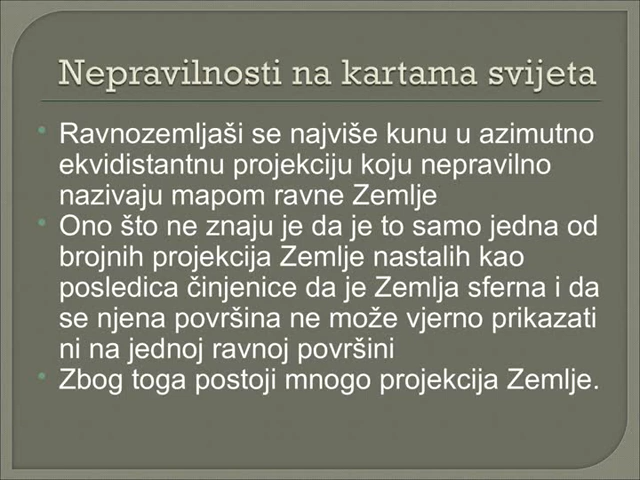 Nepravilnosti na kartama svijeta
Ravnozemljaši se najviše kunu u azimutno
ekvidistantnu projekciju koju nepravilno
nazivaju mapom ravne Zemlje
Ono što ne znaju je da je to samo jedna od
brojnih projekcija Zemlje nastalih kao
posledica činjenice da je Zemlja sferna i da
se njena površina ne može vjerno prikazati
ni na jednoj ravnoj površini
Zbog toga postoji mnogo projekcija Zemlje.